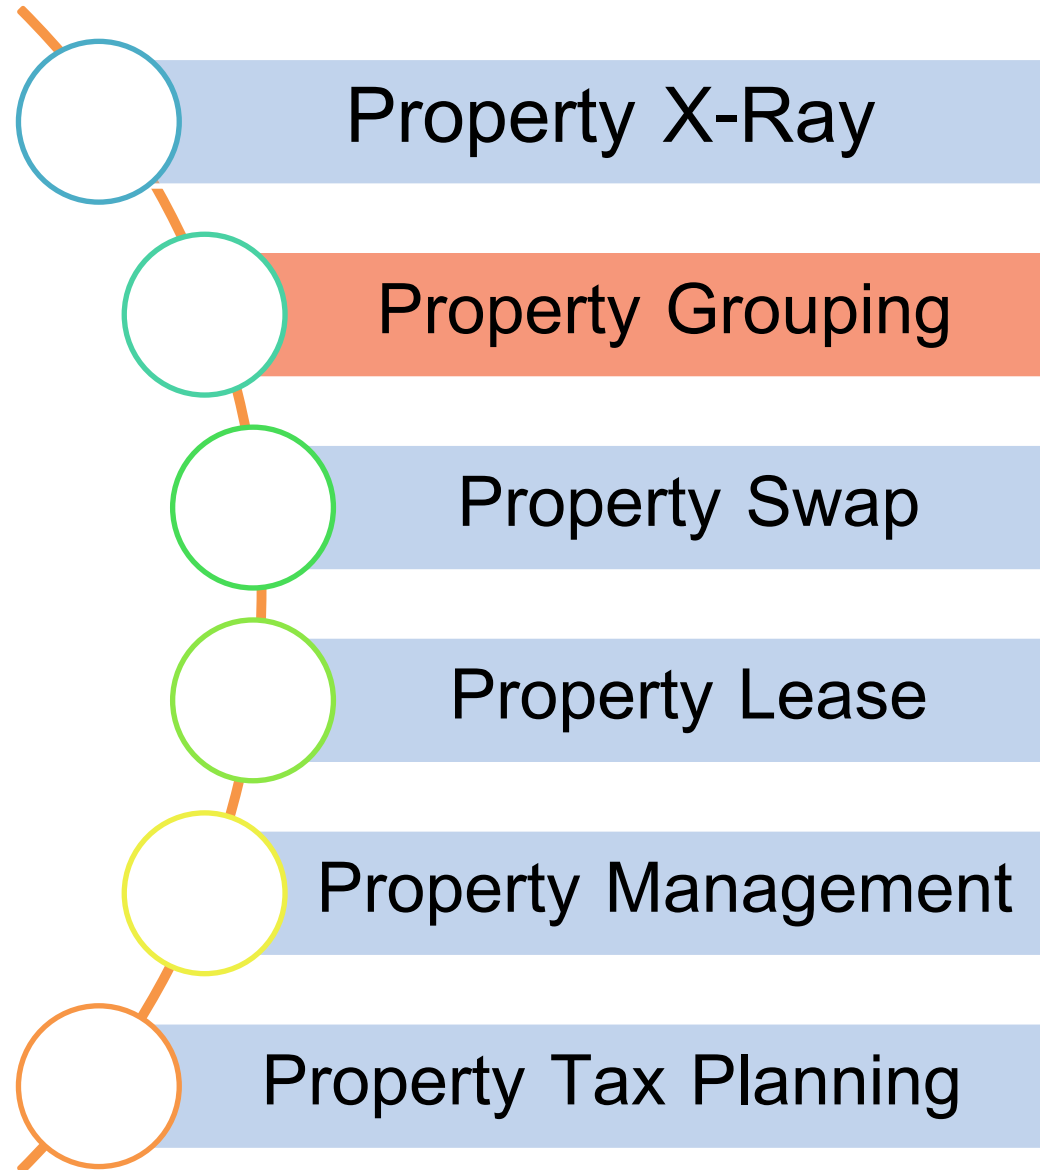 Property X-Ray
Property Grouping
Property Swap
Property Lease
Property Management
Property Tax Planning